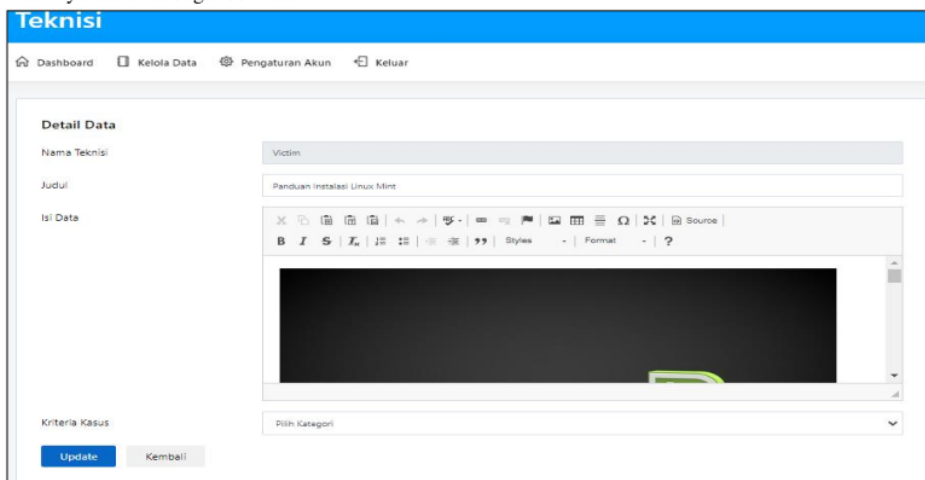 Teknisi
Dashboard Kelola Data Pengaturan Akun Keluar
Detail Data
Nama Teknisi Victim
Judul Panduan Instalasi Linux Mint
Isi Data
Source
B I S Tx Styles Format ?
Kriteria Kasus Pilih Kategori
Update Kembali